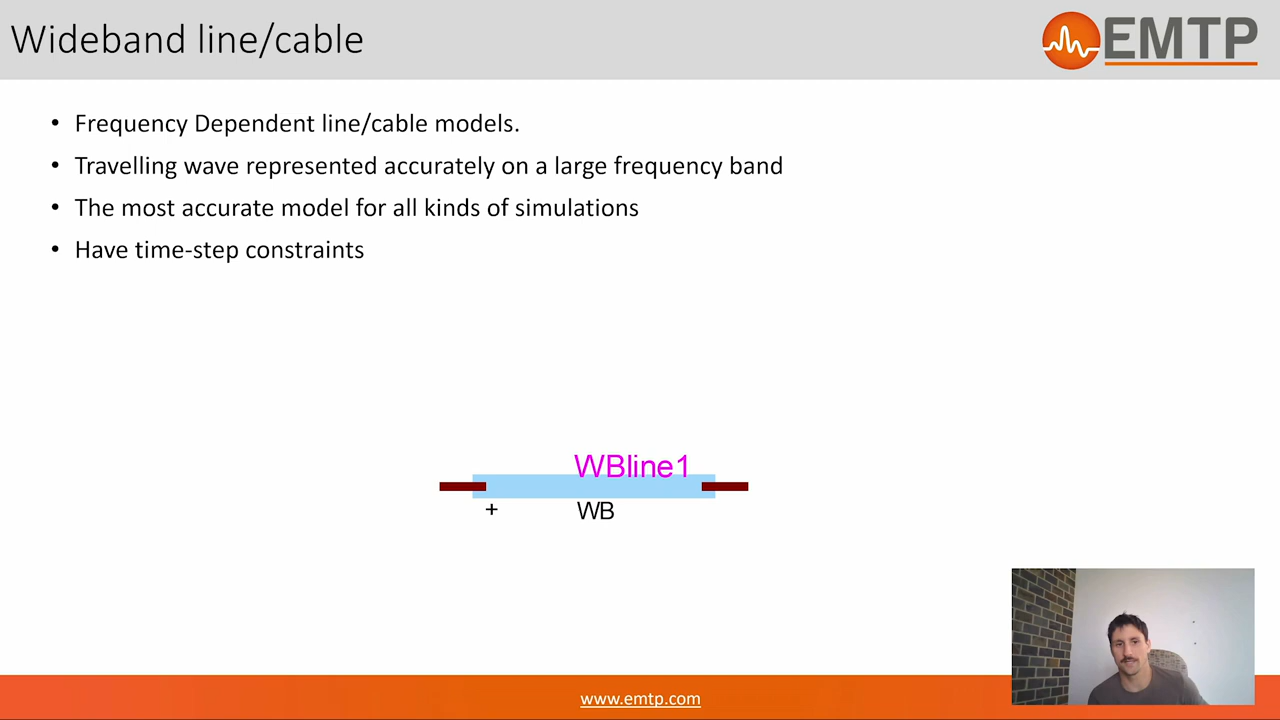 Wideband line/cable
EMTP
• Frequency Dependent line/cable models.
• Travelling wave represented accurately on a large frequency band
• The most accurate model for all kinds of simulations
• Have time-step constraints
WBline1
+ WB
www.emtp.com